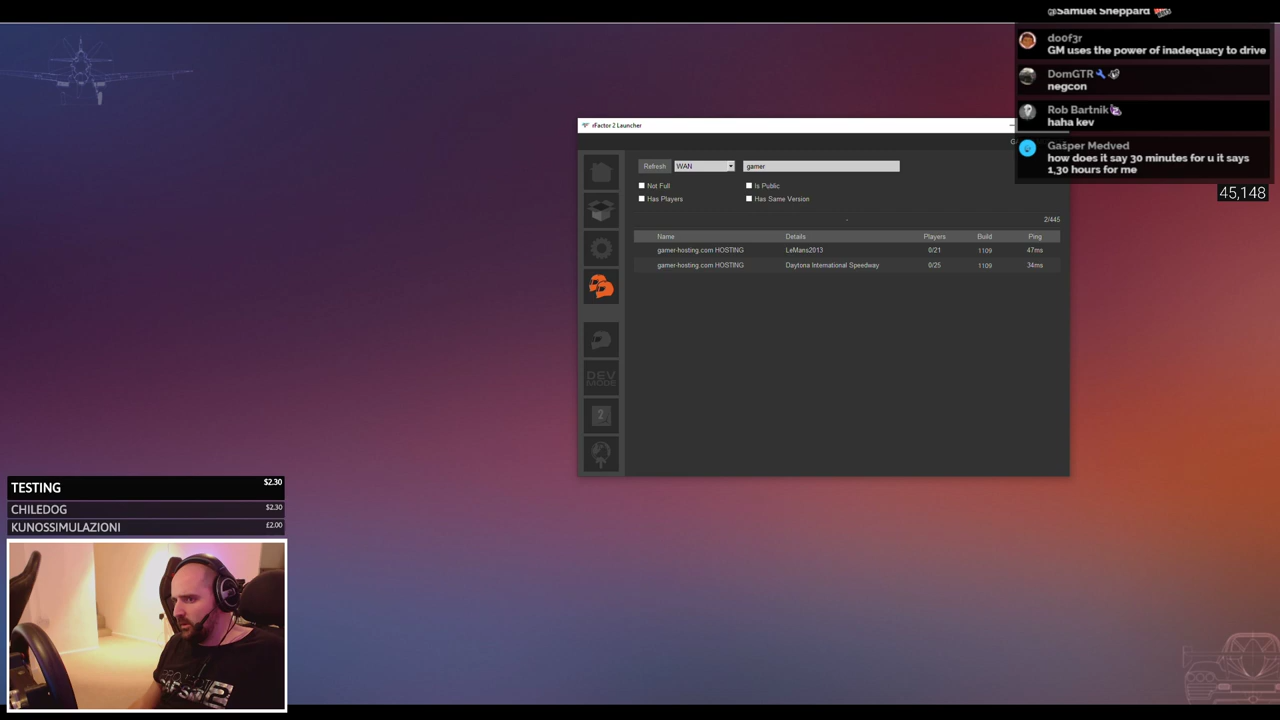 Samuel Sheppard
do0f3r
GM uses the power of inadequacy to drive
DomGTR
negcon
Rob Bartnik
haha kev
Gašper Medved
how does it say 30 minutes for u it says
1,30 hours for me
45,148
rFactor 2 Launcher
Refresh WAN gamer
Not Full Is Public
Has Players Has Same Version
2/445
Name Details Players Build Ping
gamer-hosting.com HOSTING LeMans2013 0/21 1109 47ms
gamer-hosting.com HOSTING Daytona International Speedway 0/25 1109 34ms
DEV
MODE
2
TESTING $2.30
CHILEDOG $2.30
KUNOSSIMULAZIONI £2.00